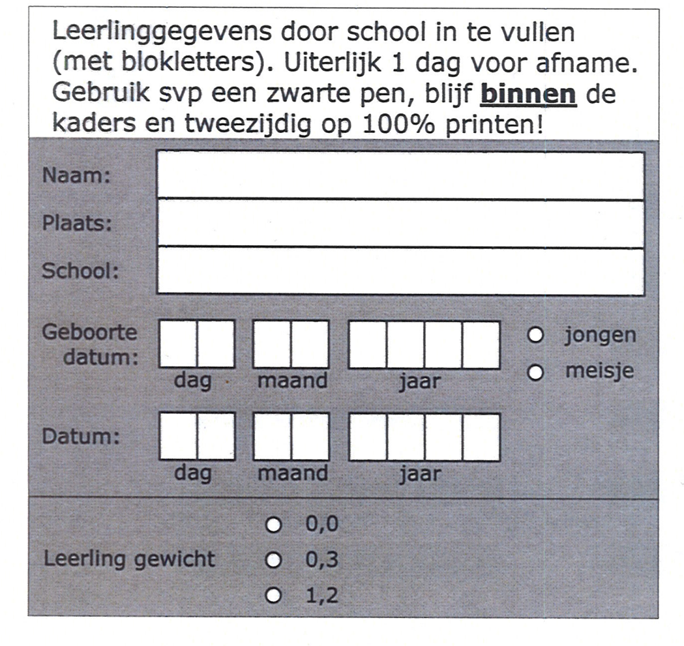 Leerlinggegevens door school in te vullen
(met blokletters). Uiterlijk 1 dag voor afname.
Gebruik svp een zwarte pen, blijf binnen de
kaders en tweezijdig op 100% printen!
Naam:
Plaats:
School:
Geboorte
datum:
dag maand jaar
jongen
meisje
Datum:
dag maand jaar
Leerling gewicht
0,0
0,3
1,2